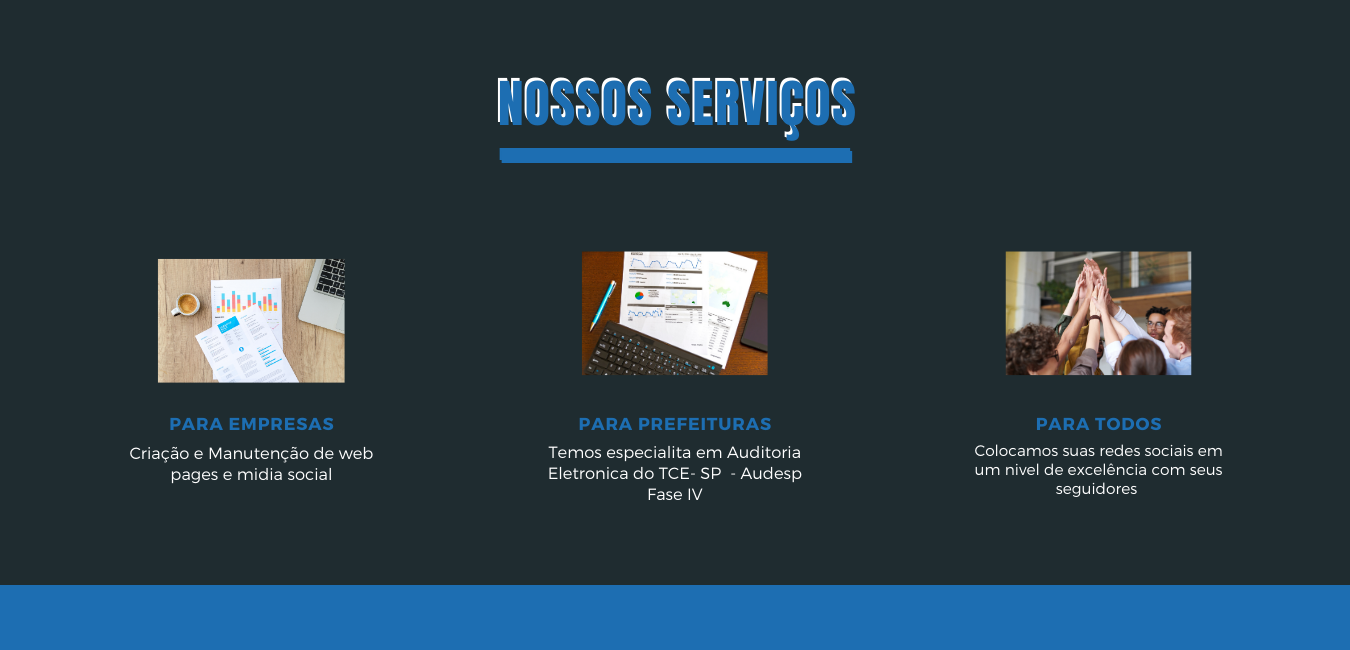 NOSSOS SERVIÇOS
PARA EMPRESAS
Criação e Manutenção de web
pages e midia social
PARA PREFEITURAS
Temos especialita em Auditoria
Eletronica do TCE- SP  - Audesp
Fase IV
PARA TODOS
Colocamos suas redes sociais em
um nivel de excelência com seus
seguidores